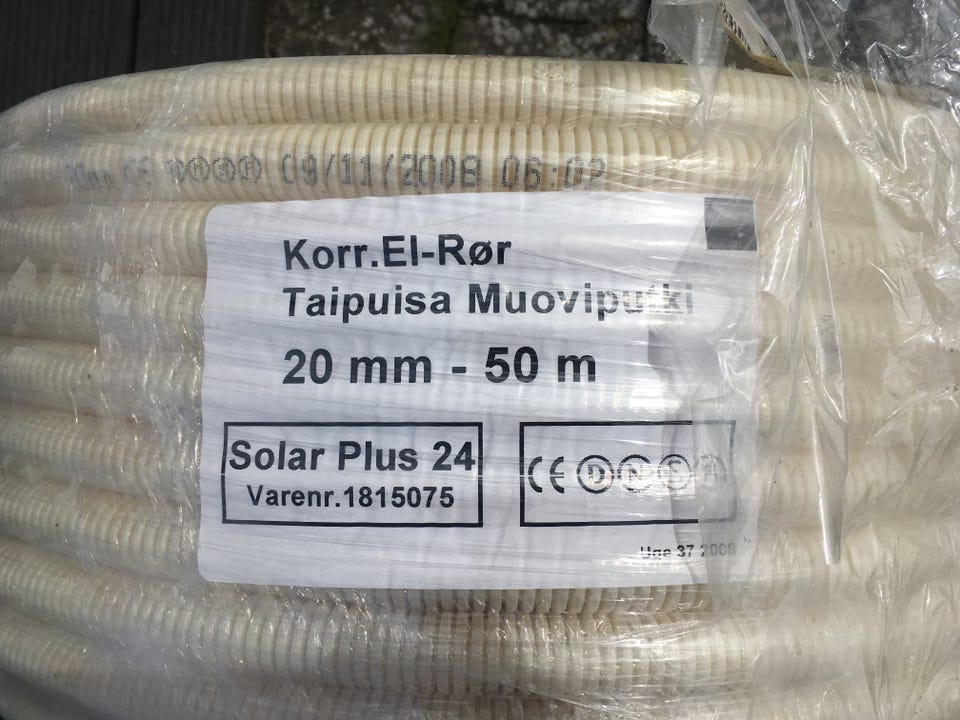 CE
09/11/2008 06:02
Korr.El-Rør
Taipuisa Muoviputki
20 mm - 50 m
Solar Plus 24
Varenr.1815075
CE D N
Uge 37 2008